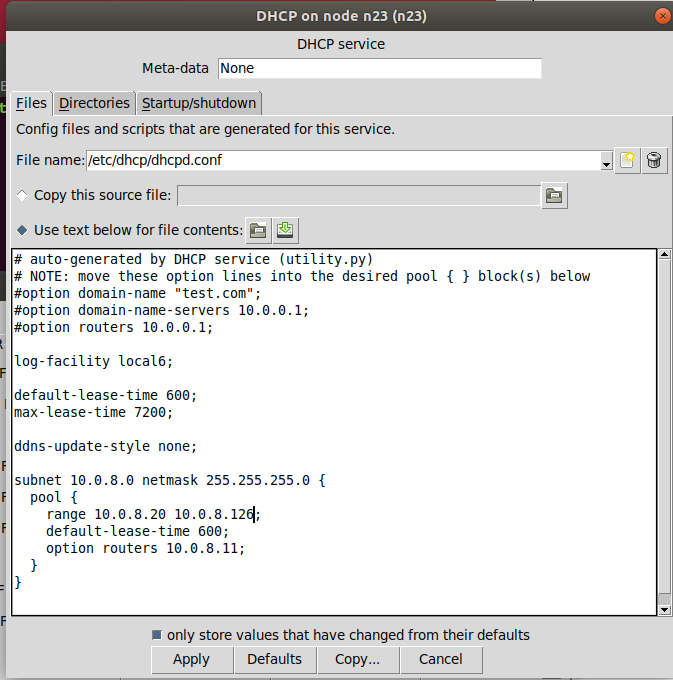 DHCP on node n23 (n23)
DHCP service
Meta-data None
Files Directories Startup/shutdown
Config files and scripts that are generated for this service.
File name: /etc/dhcp/dhcpd.conf
Copy this source file:
Use text below for file contents:
# auto-generated by DHCP service (utility.py)
# NOTE: move these option lines into the desired pool { } block(s) below
#option domain-name "test.com";
#option domain-name-servers 10.0.0.1;
#option routers 10.0.0.1;
log-facility local6;
default-lease-time 600;
max-lease-time 7200;
ddns-update-style none;
subnet 10.0.8.0 netmask 255.255.255.0 {
  pool {
    range 10.0.8.20 10.0.8.126;
    default-lease-time 600;
    option routers 10.0.8.11;
  }
}
only store values that have changed from their defaults
Apply Defaults Copy... Cancel